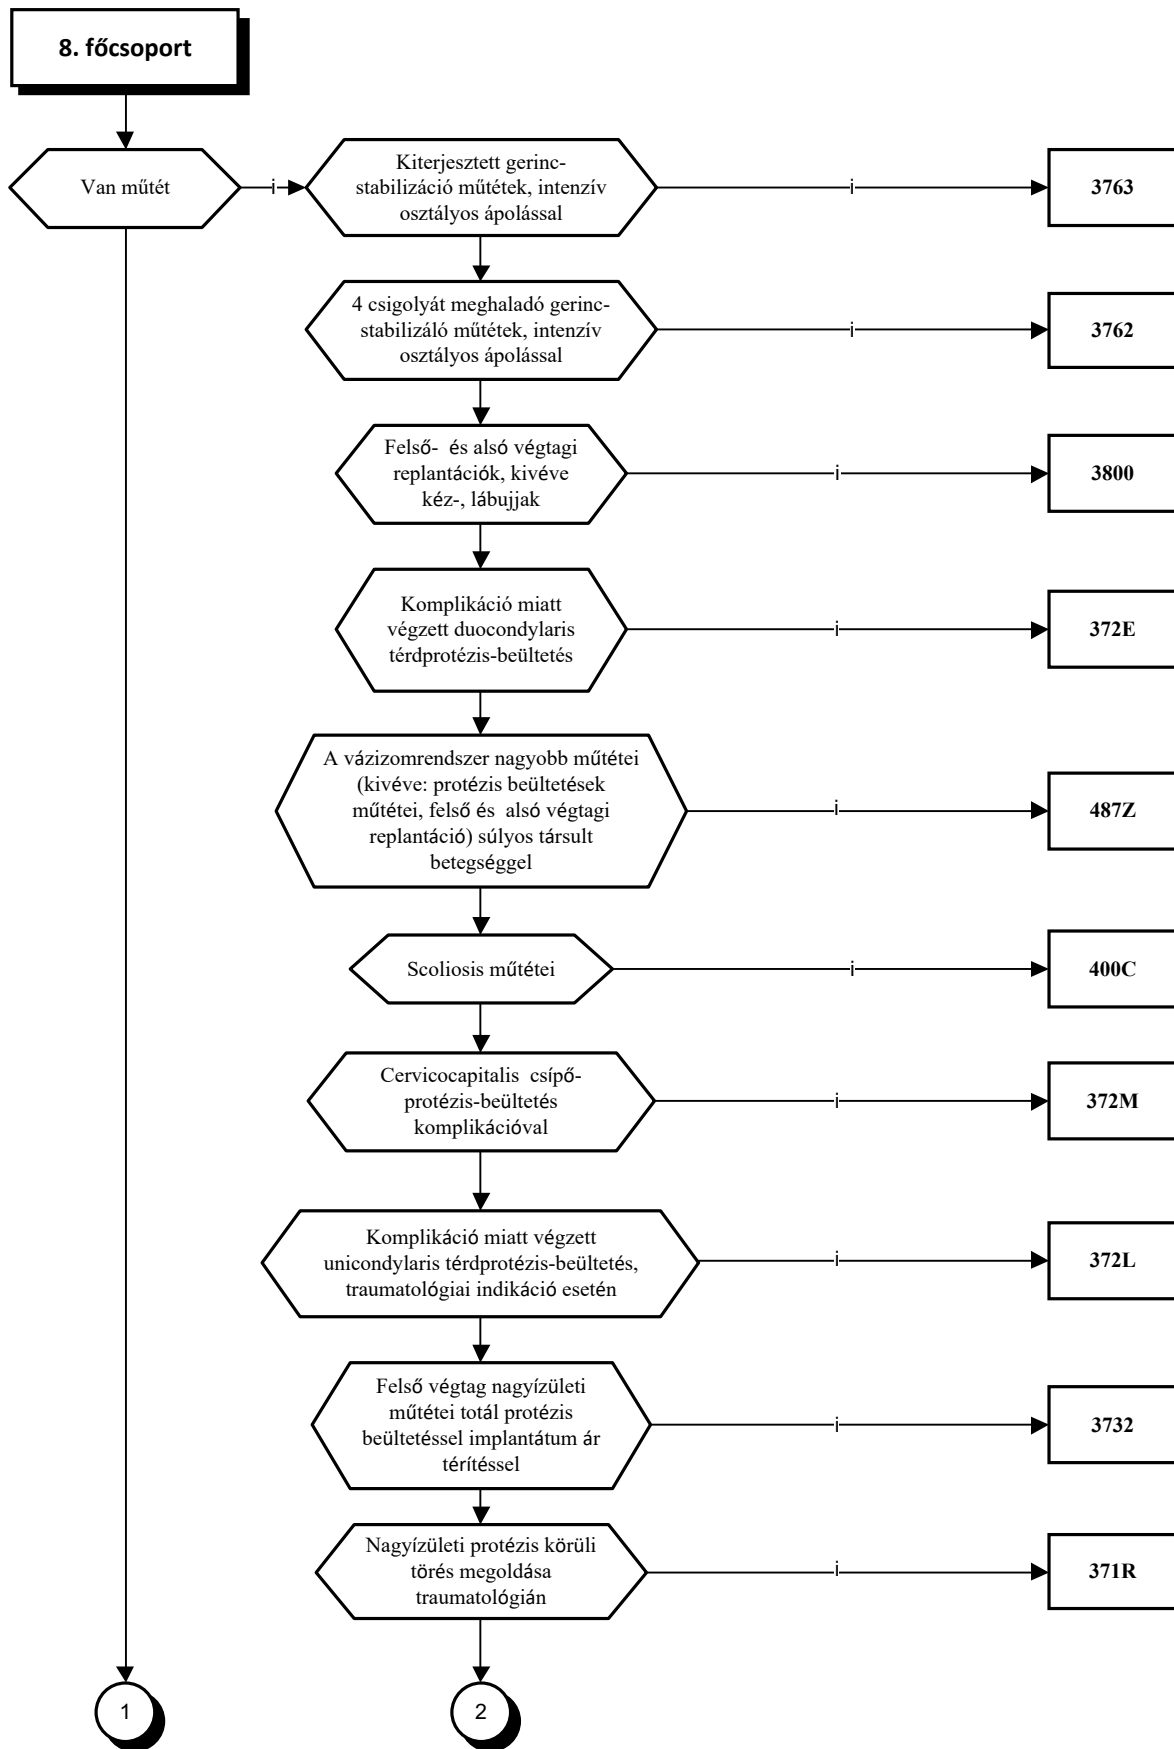 8. főcsoport
Van műtét
i
Kiterjesztett gerinc-
stabilizáció műtétek, intenzív
osztályos ápolással
i
3763
4 csigolyát meghaladó gerinc-
stabilizáló műtétek, intenzív
osztályos ápolással
i
3762
Felső- és alsó végtagi
replantációk, kivéve
kéz-, lábujjak
i
3800
Komplikáció miatt
végzett duocondylaris
térdprotézis-beültetés
i
372E
A vázizomrendszer nagyobb műtétei
(kivéve: protézis beültetések
műtétei, felső és alsó végtagi
replantáció) súlyos társult
betegséggel
i
487Z
Scoliosis műtétei
i
400C
Cervicocapitalis csípő-
protézis-beültetés
komplikációval
i
372M
Komplikáció miatt végzett
unicondylaris térdprotézis-beültetés,
traumatológiai indikáció esetén
i
372L
Felső végtag nagyízületi
műtétei totál protézis
beültetéssel implantátum ár
térítéssel
i
3732
Nagyízületi protézis körüli
törés megoldása
traumatológián
i
371R
1
2